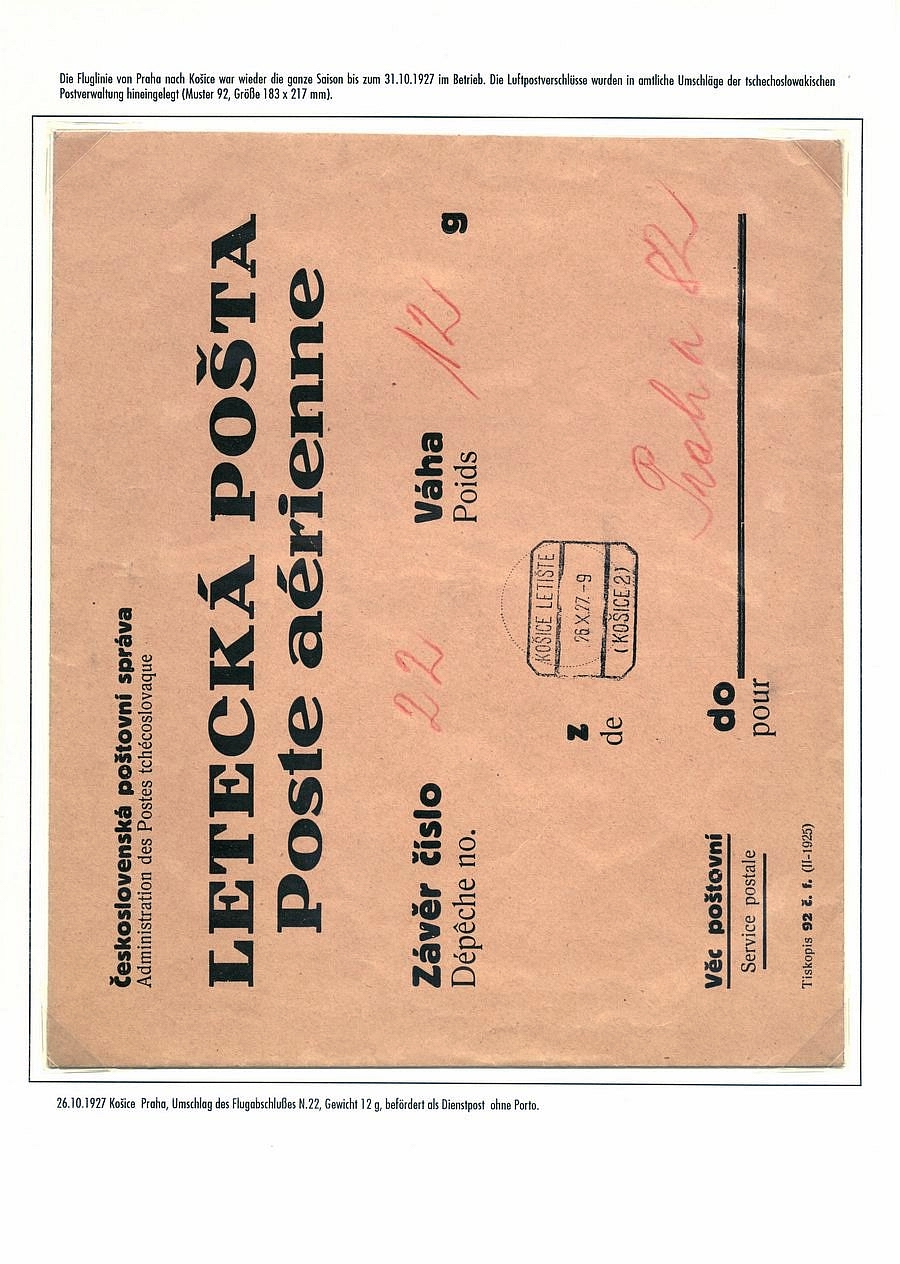 Die Fluglinie von Praha nach Košice war wieder die ganze Saison bis zum 31.10.1927 im Betrieb. Die Luftpostverschlüsse wurden in amtliche Umschläge der tschechoslowakischen
Postverwaltung hineingelegt (Muster 92, Größe 183 x 217 mm).
Československá poštovní správa
Administration des Postes tchécoslovaque
LETECKÁ POŠTA
Poste aérienne
Závěr číslo 22 Váha 12 g
Dépêche no. Poids
KOŠICE LETIŠTE
26.X.27.-9
(KOŠICE 2)
z
de
Praha 82
do
pour
Věc poštovní
Service postale
Tiskopis 92 č. f. (II-1925)
26.10.1927 Košice Praha, Umschlag des Flugabschlußes N.22, Gewicht 12 g, befördert als Dienstpost ohne Porto.